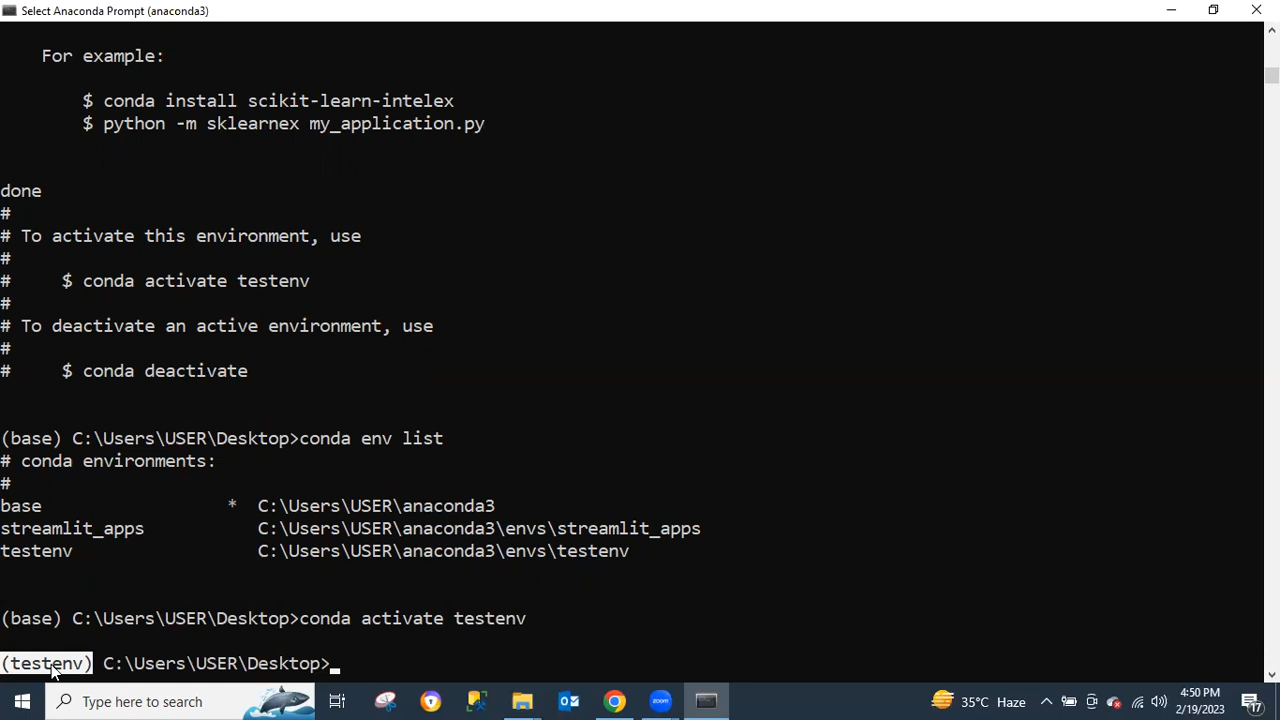 Select Anaconda Prompt (anaconda3)
For example:
$ conda install scikit-learn-intelex
$ python -m sklearnex my_application.py
done
#
# To activate this environment, use
#
#     $ conda activate testenv
#
# To deactivate an active environment, use
#
#     $ conda deactivate
(base) C:\Users\USER\Desktop>conda env list
# conda environments:
#
base                  *  C:\Users\USER\anaconda3
streamlit_apps           C:\Users\USER\anaconda3\envs\streamlit_apps
testenv                  C:\Users\USER\anaconda3\envs\testenv
(base) C:\Users\USER\Desktop>conda activate testenv
(testenv) C:\Users\USER\Desktop>
Type here to search
zoom
35°C Haze
4:50 PM
2/19/2023
17